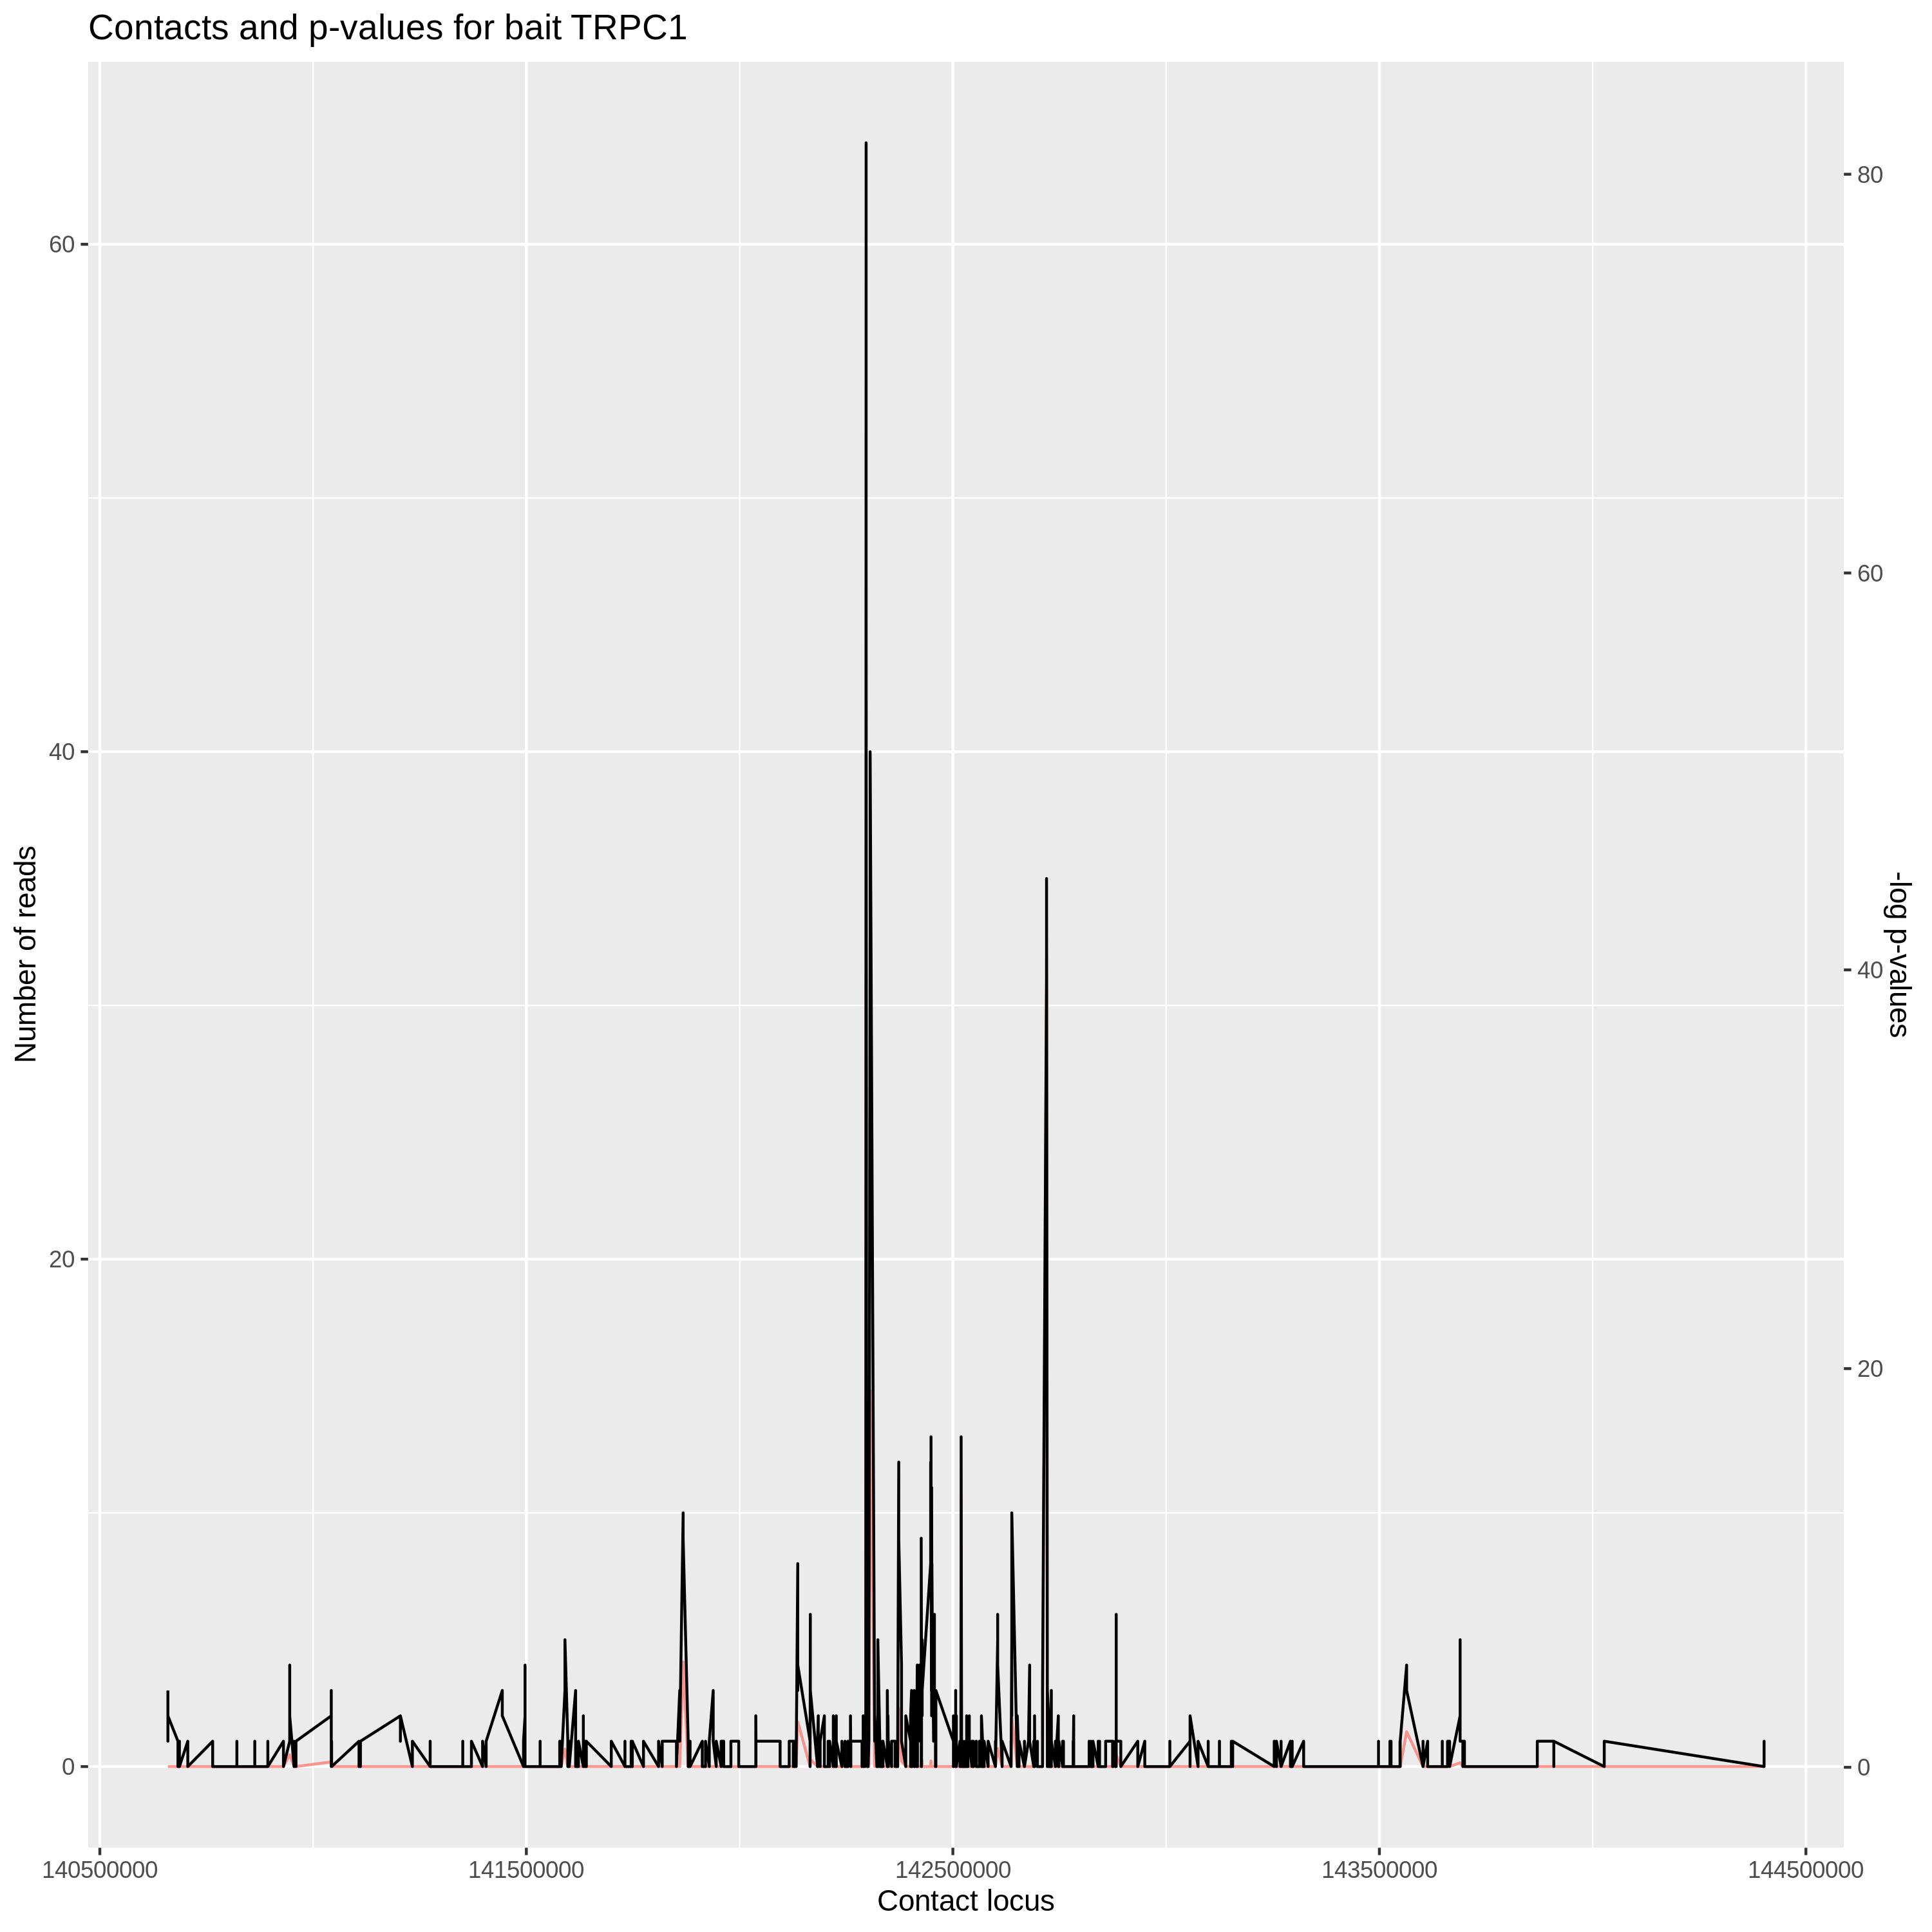 Contacts and p-values for bait TRPC1
80
60
60
40
40
20
20
0
0
Number of reads
-log p-values
140500000 141500000 142500000 143500000 144500000
Contact locus